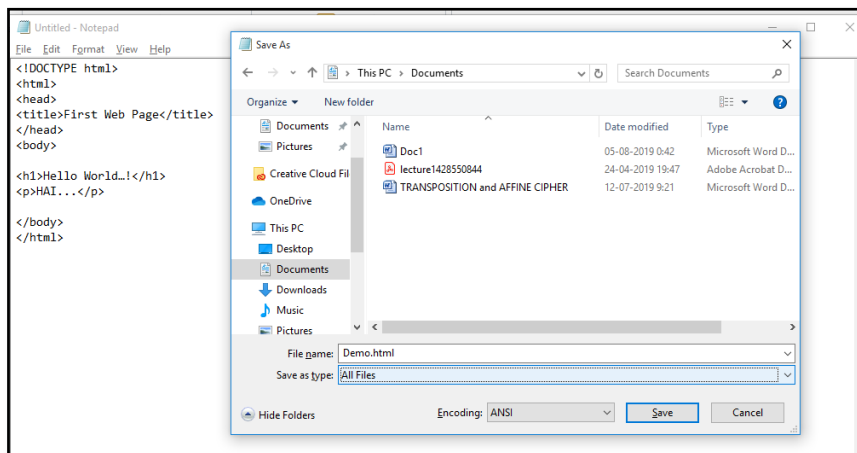 Untitled - Notepad
File Edit Format View Help
<!DOCTYPE html>
<html>
<head>
<title>First Web Page</title>
</head>
<body>
<h1>Hello World…!</h1>
<p>HAI...</p>
</body>
</html>
Save As
This PC > Documents
Search Documents
Organize
New folder
Documents
Pictures
Creative Cloud Fil
OneDrive
This PC
Desktop
Documents
Downloads
Music
Pictures
Name Date modified Type
Doc1 05-08-2019 0:42 Microsoft Word D...
lecture1428550844 24-04-2019 19:47 Adobe Acrobat D...
TRANSPOSITION and AFFINE CIPHER 12-07-2019 9:21 Microsoft Word D...
File name: Demo.html
Save as type: All Files
Hide Folders
Encoding: ANSI
Save
Cancel